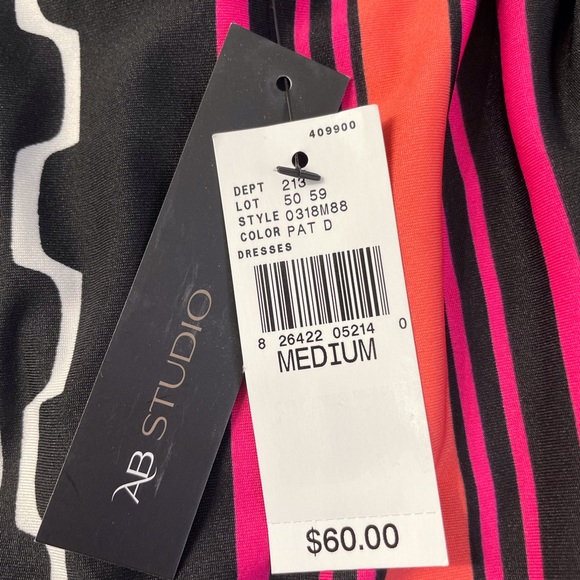 409900
DEPT 213
LOT 50 59
STYLE 0318M88
COLOR PAT D
DRESSES
8 26422 05214 0
MEDIUM
$60.00
AB STUDIO